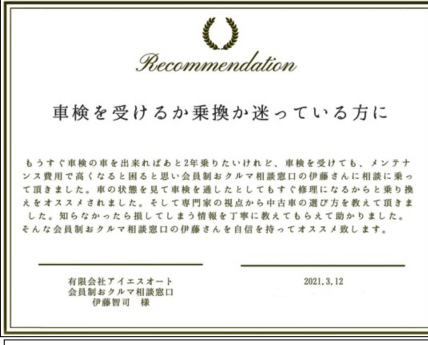 Recommendation
車検を受けるか乗換か迷っている方に
もうすぐ車検の車を出来ればあと2年乗りたいけれど、車検を受けても、メンテナ
ンス費用で高くなると困ると思い会員制おクルマ相談窓口の伊藤さんに相談に乗っ
て頂きました。車の状態を見て車検を通したとしてもすぐ修理になるからと乗り換
えをオススメされました。そして専門家の視点から中古車の選び方を教えて頂きま
した。知らなかったら損してしまう情報を丁寧に教えてもらえて助かりました。
そんな会員制おクルマ相談窓口の伊藤さんを自信を持ってオススメ致します。
有限会社アイエスオート
会員制おクルマ相談窓口
伊藤智司 様
2021.3.12